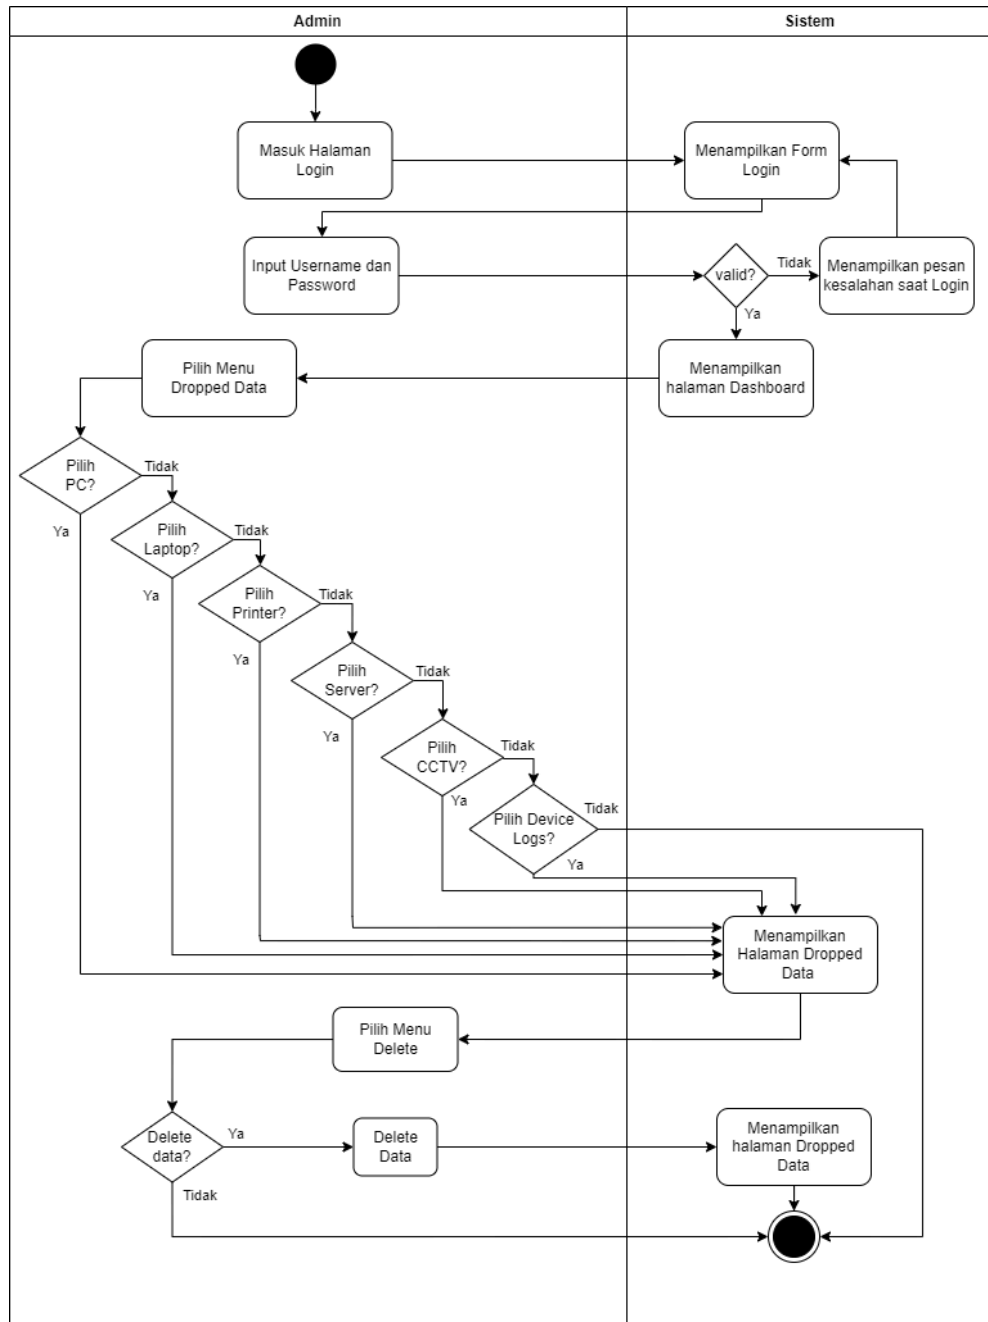 Admin
Sistem
Masuk Halaman
Login
Menampilkan Form
Login
Input Username dan
Password
valid?
Tidak
Menampilkan pesan
kesalahan saat Login
Ya
Menampilkan
halaman Dashboard
Pilih Menu
Dropped Data
Pilih
PC?
Tidak
Ya
Pilih
Laptop?
Tidak
Ya
Pilih
Printer?
Tidak
Ya
Pilih
Server?
Tidak
Ya
Pilih
CCTV?
Tidak
Ya
Pilih Device
Logs?
Tidak
Ya
Menampilkan
Halaman Dropped
Data
Pilih Menu
Delete
Delete
data?
Ya
Tidak
Delete
Data
Menampilkan
halaman Dropped
Data